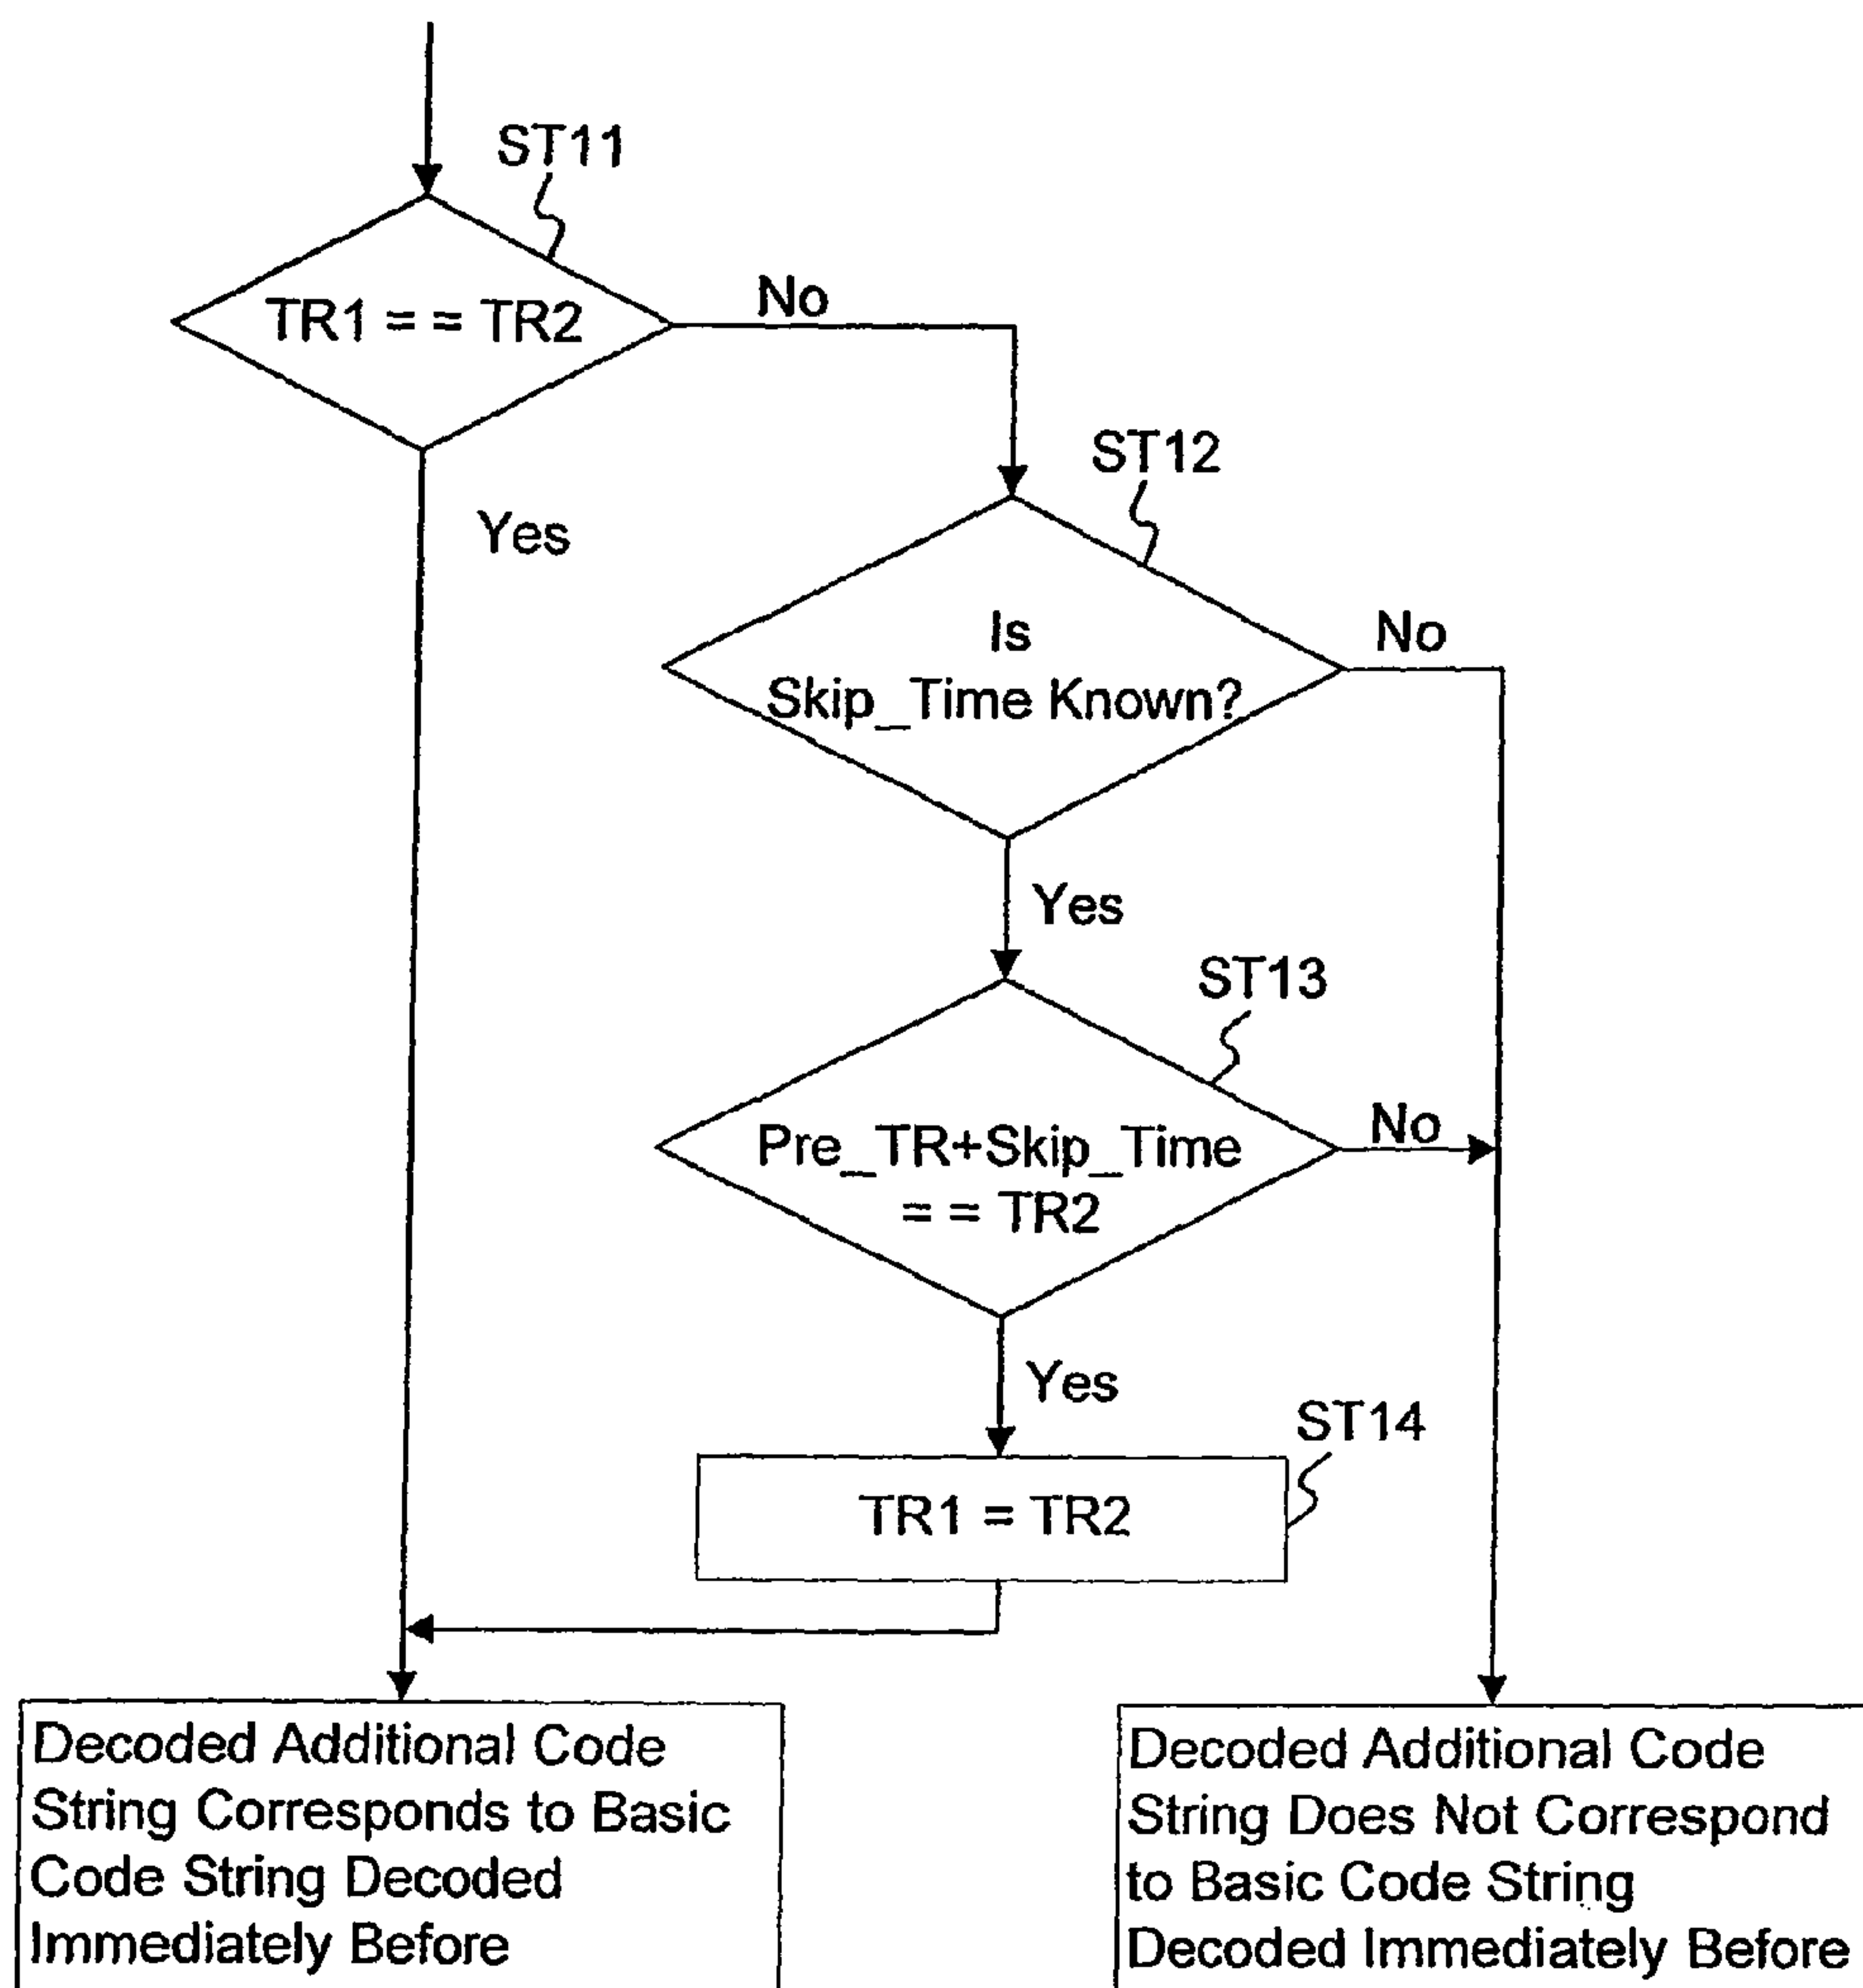 ST11
TR1 = = TR2
No
Yes
ST12
Is
Skip_Time Known?
No
Yes
ST13
Pre_TR+Skip_Time
= = TR2
No
Yes
ST14
TR1 = TR2
Decoded Additional Code
String Corresponds to Basic
Code String Decoded
Immediately Before
Decoded Additional Code
String Does Not Correspond
to Basic Code String
Decoded Immediately Before